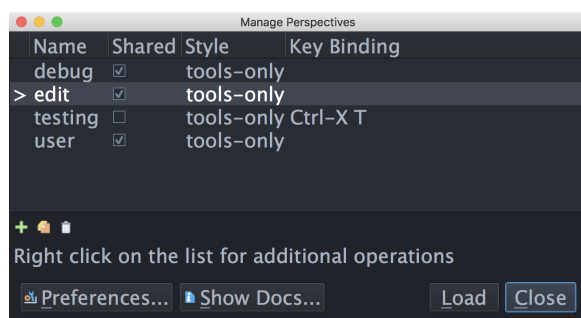 Manage Perspectives
Name Shared Style Key Binding
debug tools-only
> edit tools-only
testing tools-only Ctrl-X T
user tools-only
Right click on the list for additional operations
Preferences... Show Docs... Load Close